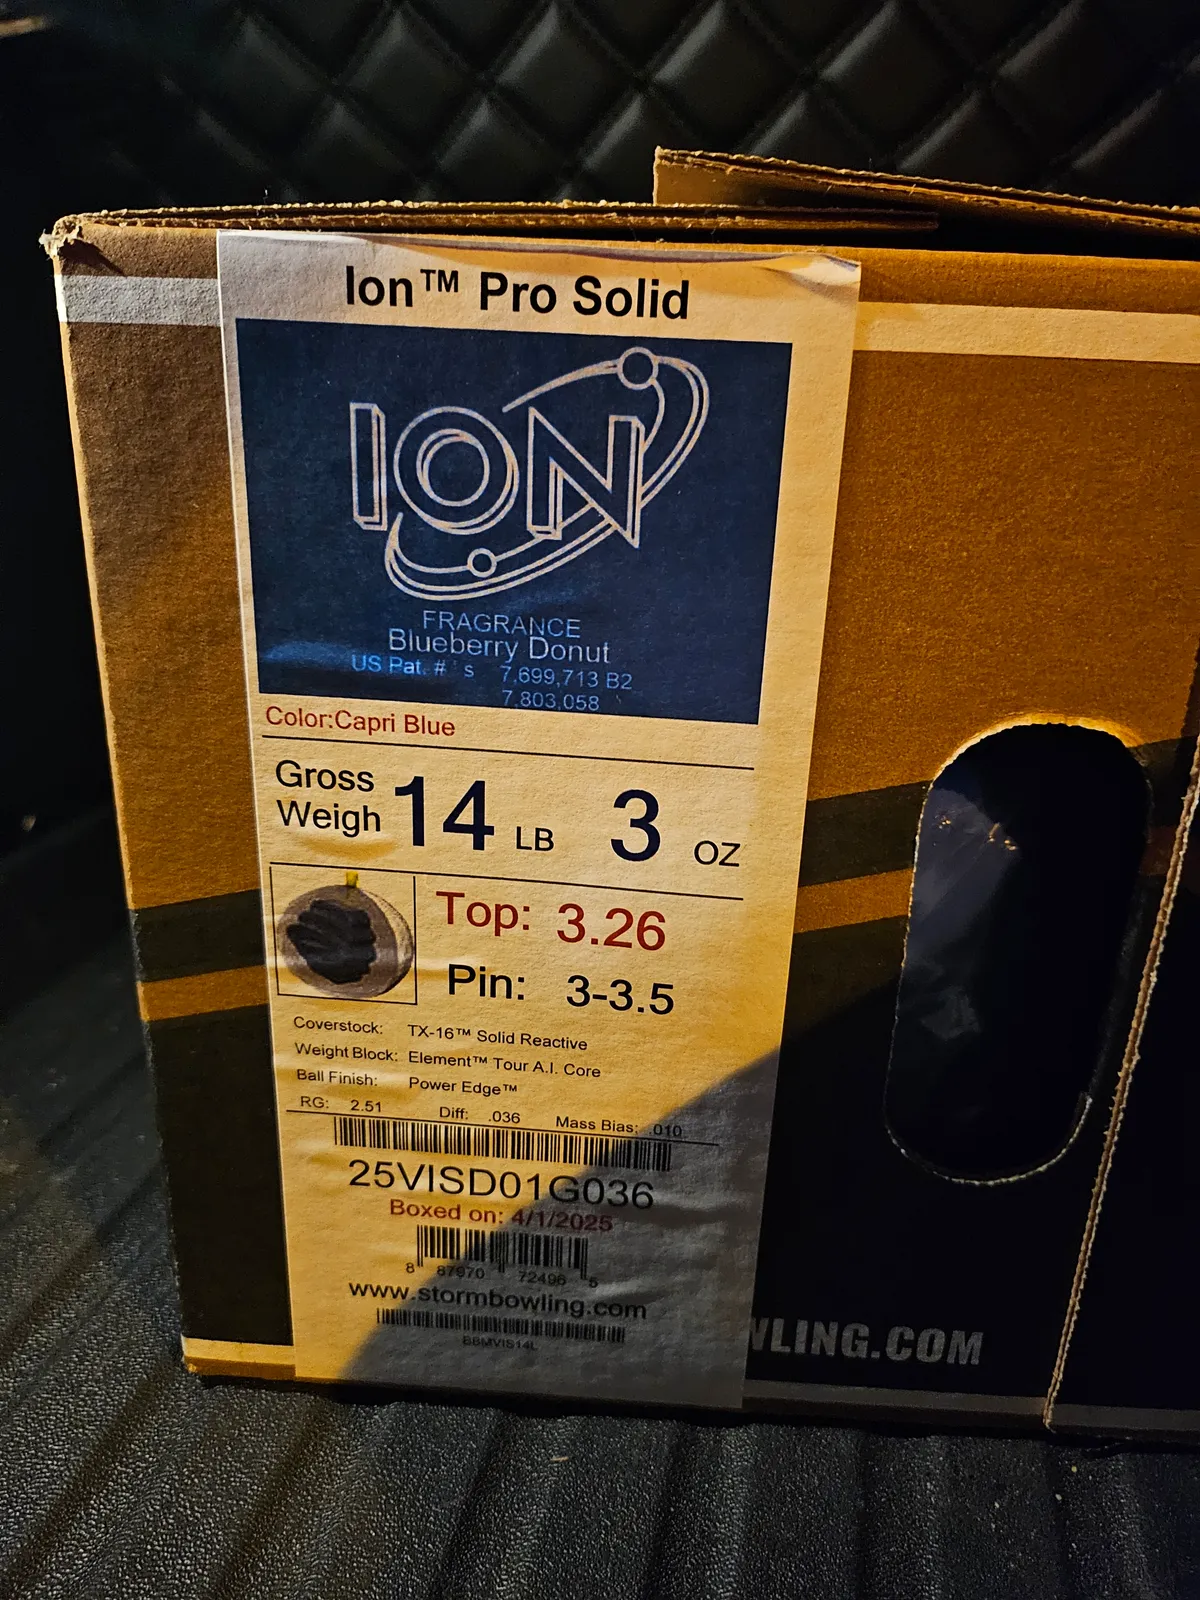 Ion™ Pro Solid
ION
FRAGRANCE
Blueberry Donut
US Pat. # ' s 7,699,713 B2
7.803,058
Color:Capri Blue
Gross
Weigh 14 LB 3 OZ
Top: 3.26
Pin: 3-3.5
Coverstock: TX-16™ Solid Reactive
Weight Block: Element™ Tour A.I. Core
Ball Finish: Power Edge™
RG: 2.51 Diff: .036 Mass Bias: .010
25VISD01G036
Boxed on: 4/1/2025
8 87970 72496 5
www.stormbowling.com
BBMVIS14L
WLING.COM